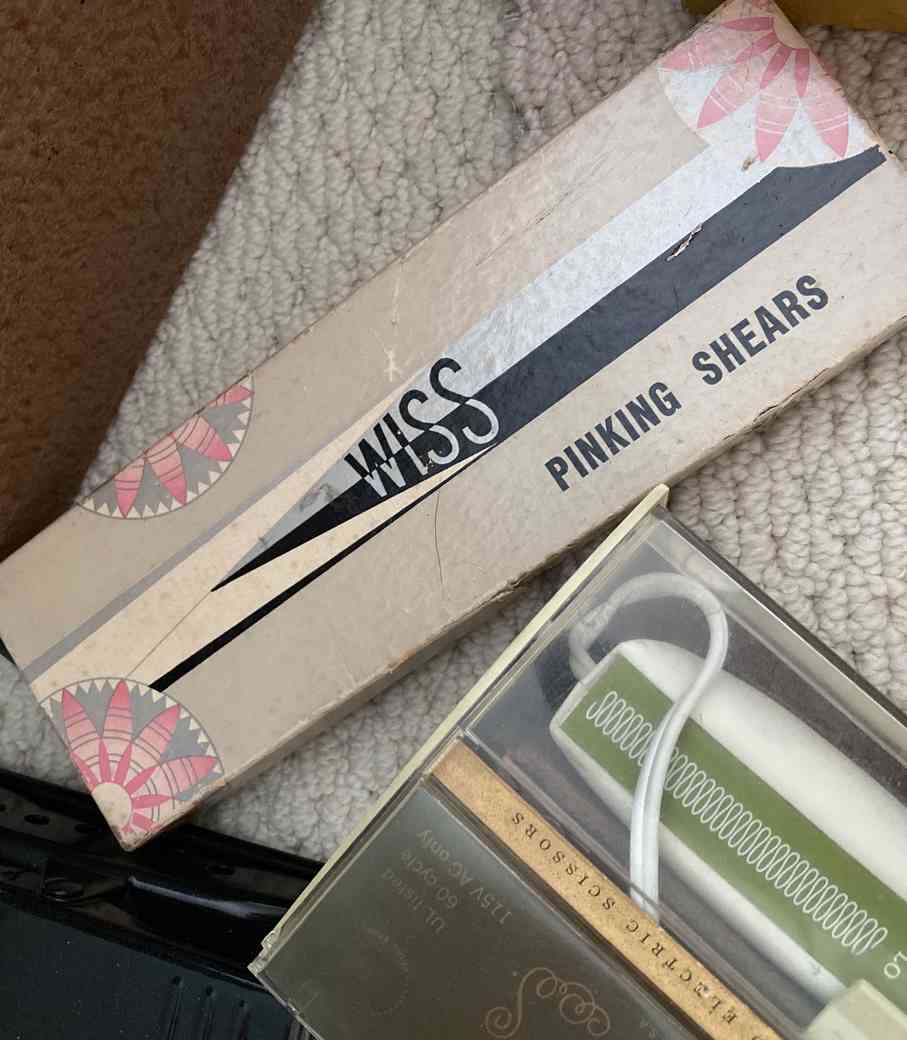 WISS
PINKING SHEARS
ELECTRIC SCISSORS
UL listed
60 cycle
115V AC only